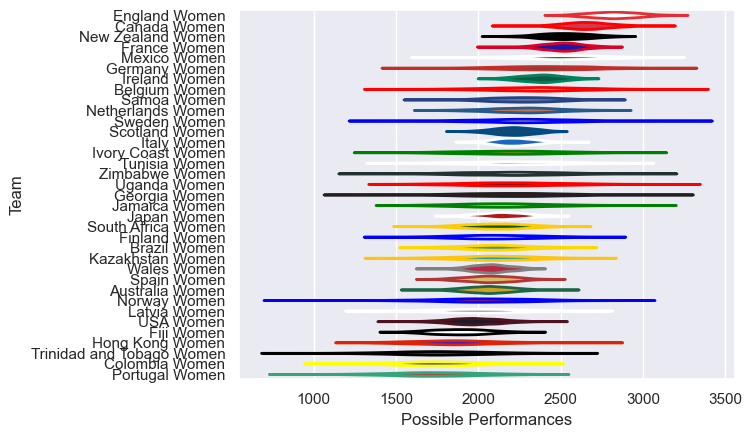 England Women
Canada Women
New Zealand Women
France Women
Mexico Women
Germany Women
Ireland Women
Belgium Women
Samoa Women
Netherlands Women
Sweden Women
Scotland Women
Italy Women
Ivory Coast Women
Tunisia Women
Zimbabwe Women
Uganda Women
Georgia Women
Jamaica Women
Japan Women
South Africa Women
Finland Women
Brazil Women
Kazakhstan Women
Wales Women
Spain Women
Australia Women
Norway Women
Latvia Women
USA Women
Fiji Women
Hong Kong Women
Trinidad and Tobago Women
Colombia Women
Portugal Women
Team
1000 1500 2000 2500 3000 3500
Possible Performances